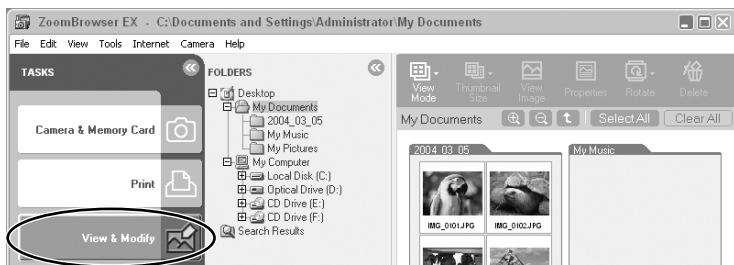 ZoomBrowser EX - C:\Documents and Settings\Administrator\My Documents
File Edit View Tools Internet Camera Help
TASKS
Camera & Memory Card
Print
View & Modify
FOLDERS
Desktop
My Documents
2004_03_05
My Music
My Pictures
My Computer
Local Disk (C:)
Optical Drive (D:)
CD Drive (E:)
CD Drive (F:)
Search Results
View Mode
Thumbnail Size
View Image
Properties
Rotate
Delete
My Documents
Select All
Clear All
2004_03_05
My Music
IMG_0101.JPG
IMG_0102.JPG